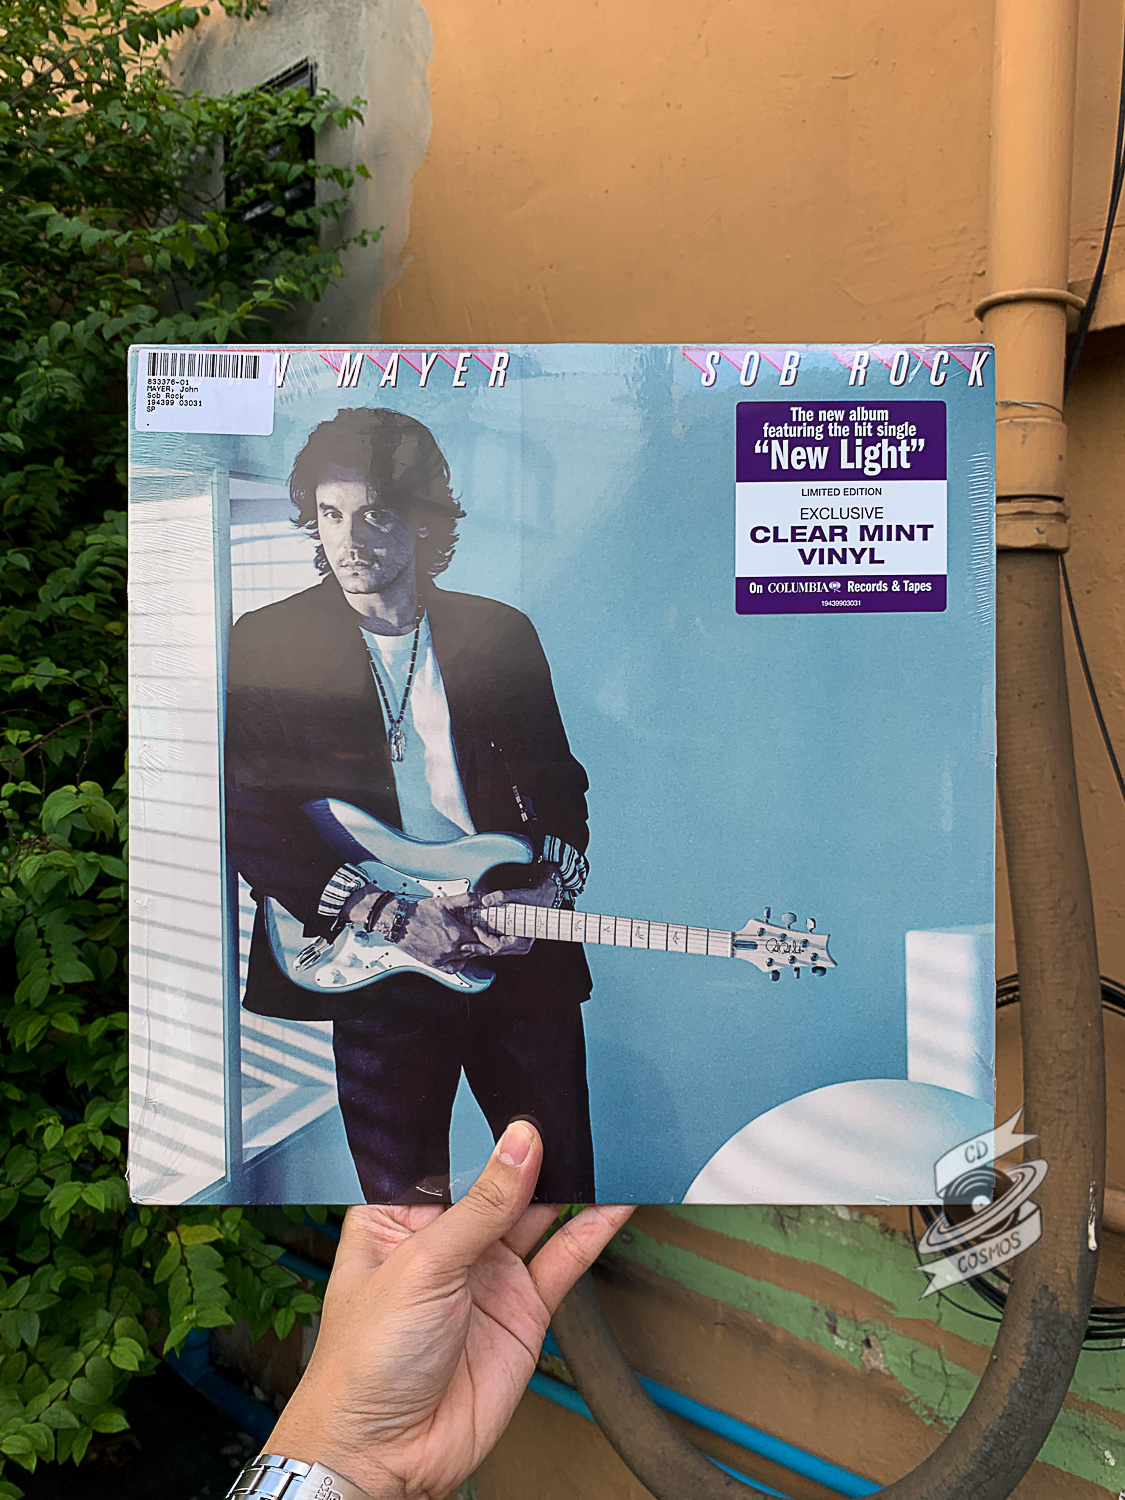 MAYER SOB ROCK
833376-01
MAYER, John
Sob Rock
194399 03031
SP
The new album
featuring the hit single
“New Light”
LIMITED EDITION
EXCLUSIVE
CLEAR MINT
VINYL
On COLUMBIA Records & Tapes
19439903031
CD
COSMOS